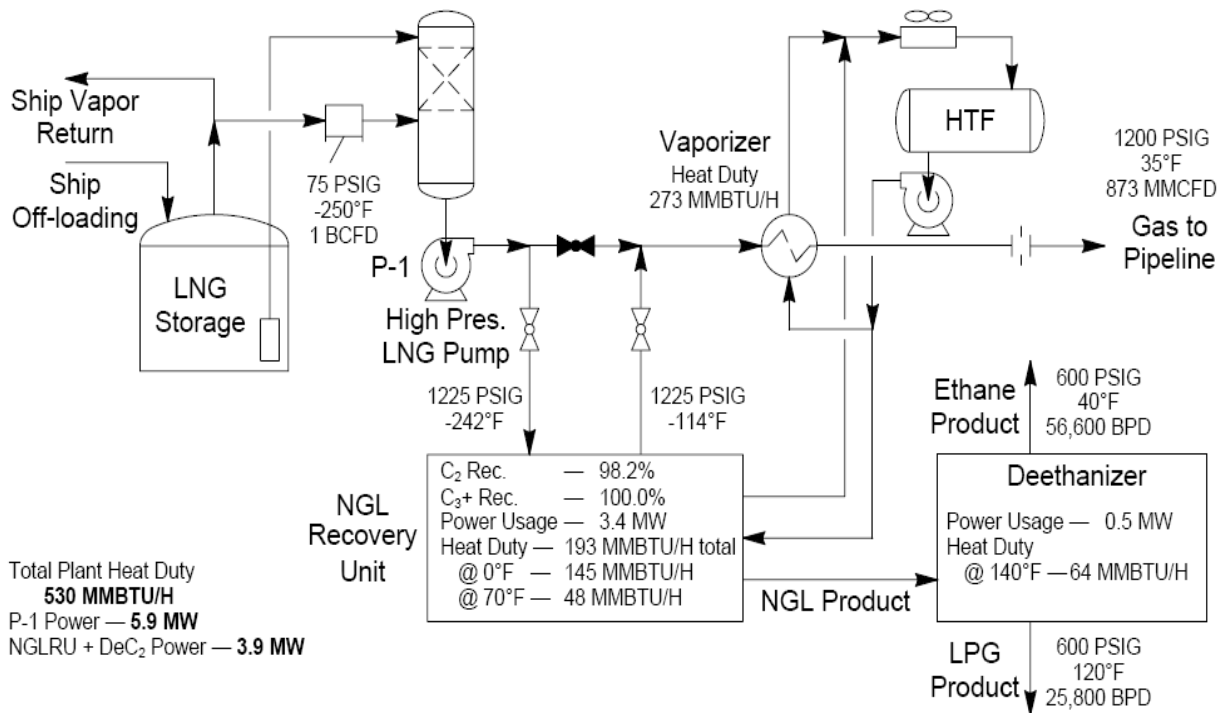 Ship Vapor
Return
Ship
Off-loading
LNG
Storage
75 PSIG
-250°F
1 BCFD
P-1
High Pres.
LNG Pump
Vaporizer
Heat Duty
273 MMBTU/H
HTF
1200 PSIG
35°F
873 MMCFD
Gas to
Pipeline
1225 PSIG
-242°F
1225 PSIG
-114°F
NGL
Recovery
Unit
C₂ Rec. — 98.2%
C₃+ Rec. — 100.0%
Power Usage — 3.4 MW
Heat Duty — 193 MMBTU/H total
@ 0°F — 145 MMBTU/H
@ 70°F — 48 MMBTU/H
NGL Product
Ethane
Product
600 PSIG
40°F
56,600 BPD
Deethanizer
Power Usage — 0.5 MW
Heat Duty
@ 140°F — 64 MMBTU/H
LPG
Product
600 PSIG
120°F
25,800 BPD
Total Plant Heat Duty
530 MMBTU/H
P-1 Power — 5.9 MW
NGLRU + DeC₂ Power — 3.9 MW